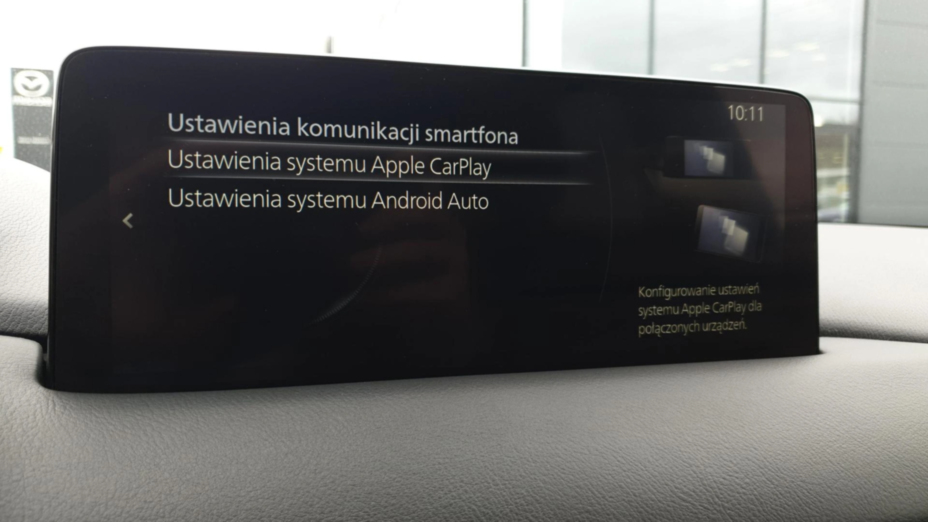 10:11
Ustawienia komunikacji smartfona
Ustawienia systemu Apple CarPlay
Ustawienia systemu Android Auto
Konfigurowanie ustawień
systemu Apple CarPlay dla
połączonych urządzeń.